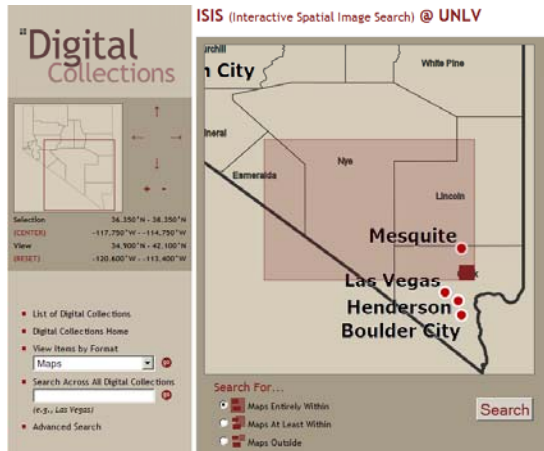 ISIS (Interactive Spatial Image Search) @ UNLV
Digital
Collections
Selection 36.350°N - 38.350°N
(CENTER) -117.750°W - -114.750°W
View 34.900°N - 42.100°N
(RESET) -120.600°W - -113.400°W
List of Digital Collections
Digital Collections Home
View Items by Format
Maps
Search Across All Digital Collections
(e.g., Las Vegas)
Advanced Search
urchill
White Pine
n City
ineral
Nye
Esmeralda
Lincoln
Mesquite
Las Vegas
Henderson
Boulder City
Search For...
Maps Entirely Within
Maps At Least Within
Maps Outside
Search